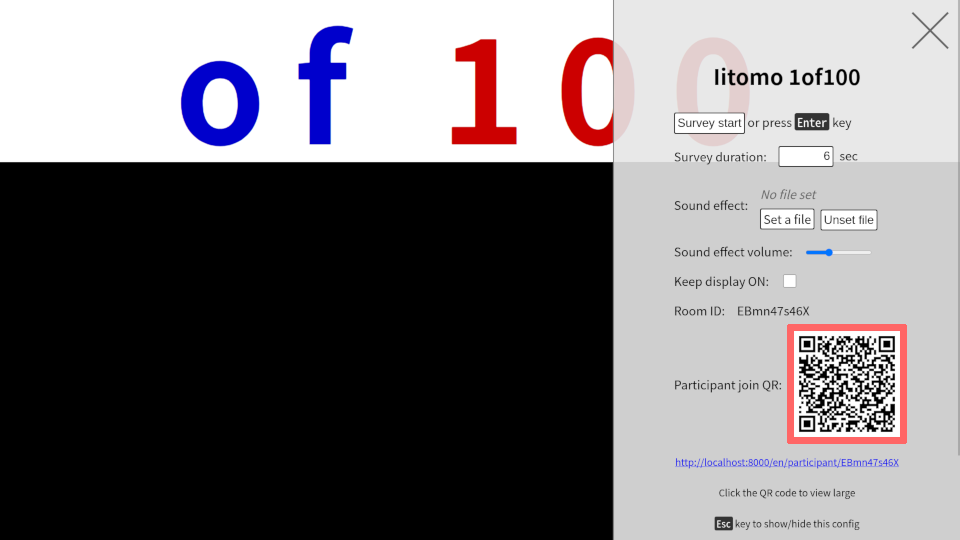 of 100
Iitomo 1of100
Survey start or press Enter key
Survey duration: 6 sec
Sound effect: No file set
Set a file Unset file
Sound effect volume:
Keep display ON:
Room ID: EBmn47s46X
Participant join QR:
http://localhost:8000/en/participant/EBmn47s46X
Click the QR code to view large
Esc key to show/hide this config